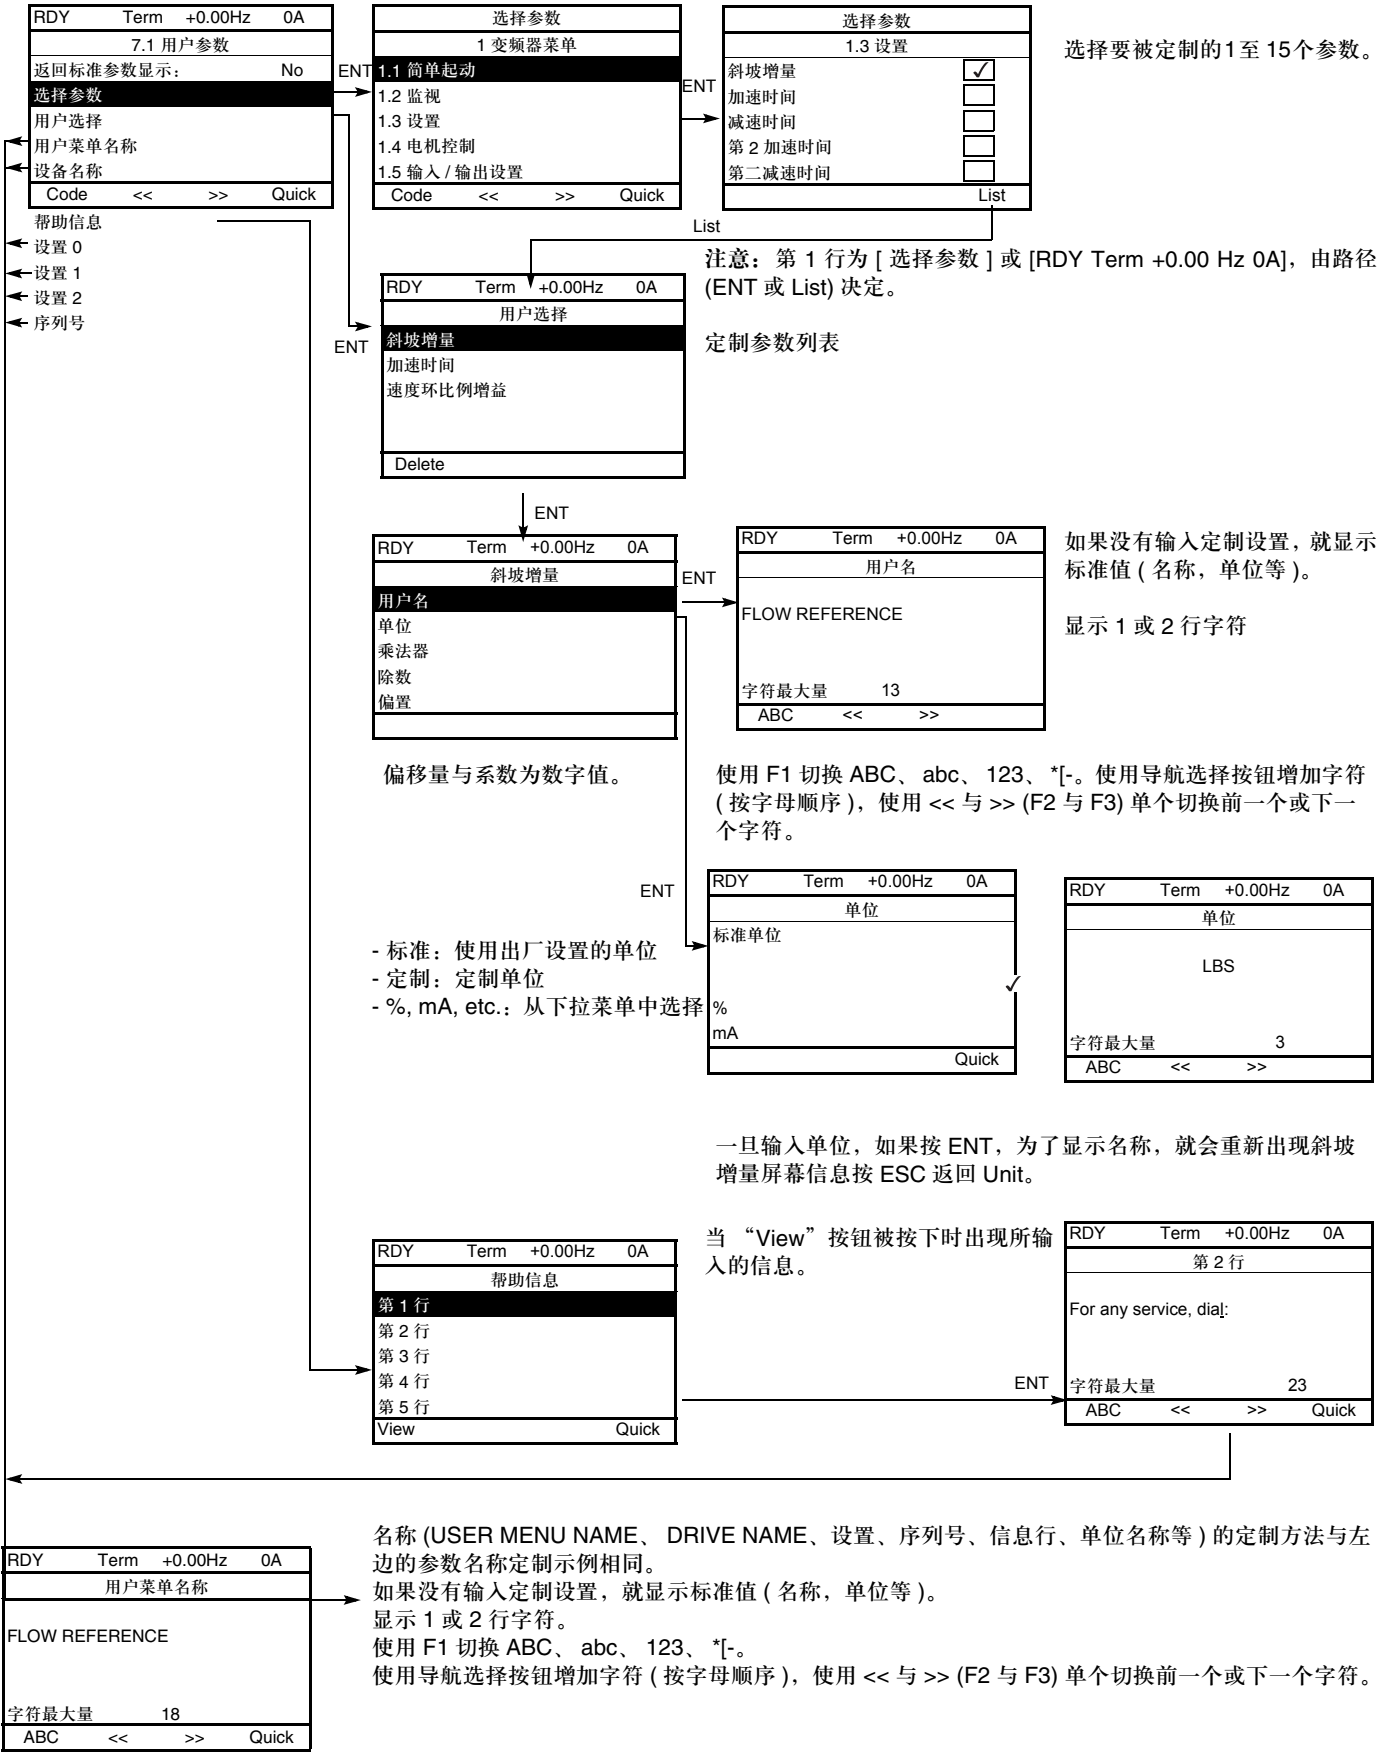 RDY Term +0.00Hz 0A
7.1 用户参数
返回标准参数显示: No
选择参数
用户选择
用户菜单名称
设备名称
Code << >> Quick
帮助信息
设置 0
设置 1
设置 2
序列号
ENT
选择参数
1 变频器菜单
1.1 简单起动
1.2 监视
1.3 设置
1.4 电机控制
1.5 输入 / 输出设置
Code << >> Quick
ENT
选择参数
1.3 设置
斜坡增量 ✓
加速时间
减速时间
第 2 加速时间
第二减速时间
List
选择要被定制的1至 15个参数。
List
注意：第 1 行为 [ 选择参数 ] 或 [RDY Term +0.00 Hz 0A]，由路径
(ENT 或 List) 决定。
ENT
RDY Term +0.00Hz 0A
用户选择
斜坡增量
加速时间
速度环比例增益
Delete
定制参数列表
ENT
RDY Term +0.00Hz 0A
斜坡增量
用户名
单位
乘法器
除数
偏置
ENT
RDY Term +0.00Hz 0A
用户名
FLOW REFERENCE
字符最大量 13
ABC << >>
如果没有输入定制设置，就显示
标准值 ( 名称，单位等 )。
显示 1 或 2 行字符
偏移量与系数为数字值。
使用 F1 切换 ABC、 abc、 123、 *[-。使用导航选择按钮增加字符
( 按字母顺序 )，使用 << 与 >> (F2 与 F3) 单个切换前一个或下一
个字符。
ENT
- 标准：使用出厂设置的单位
- 定制：定制单位
- %, mA, etc.：从下拉菜单中选择
RDY Term +0.00Hz 0A
单位
标准单位
✓
%
mA
Quick
RDY Term +0.00Hz 0A
单位
LBS
字符最大量 3
ABC << >>
一旦输入单位，如果按 ENT，为了显示名称，就会重新出现斜坡
增量屏幕信息按 ESC 返回 Unit。
RDY Term +0.00Hz 0A
帮助信息
第 1 行
第 2 行
第 3 行
第 4 行
第 5 行
View Quick
当 “View”按钮被按下时出现所输
入的信息。
ENT
RDY Term +0.00Hz 0A
第 2 行
For any service, dial:
字符最大量 23
ABC << >> Quick
RDY Term +0.00Hz 0A
用户菜单名称
FLOW REFERENCE
字符最大量 18
ABC << >> Quick
名称 (USER MENU NAME、 DRIVE NAME、设置、序列号、信息行、单位名称等 ) 的定制方法与左
边的参数名称定制示例相同。
如果没有输入定制设置，就显示标准值 ( 名称，单位等 )。
显示 1 或 2 行字符。
使用 F1 切换 ABC、 abc、 123、 *[-。
使用导航选择按钮增加字符 ( 按字母顺序 )，使用 << 与 >> (F2 与 F3) 单个切换前一个或下一个字符。